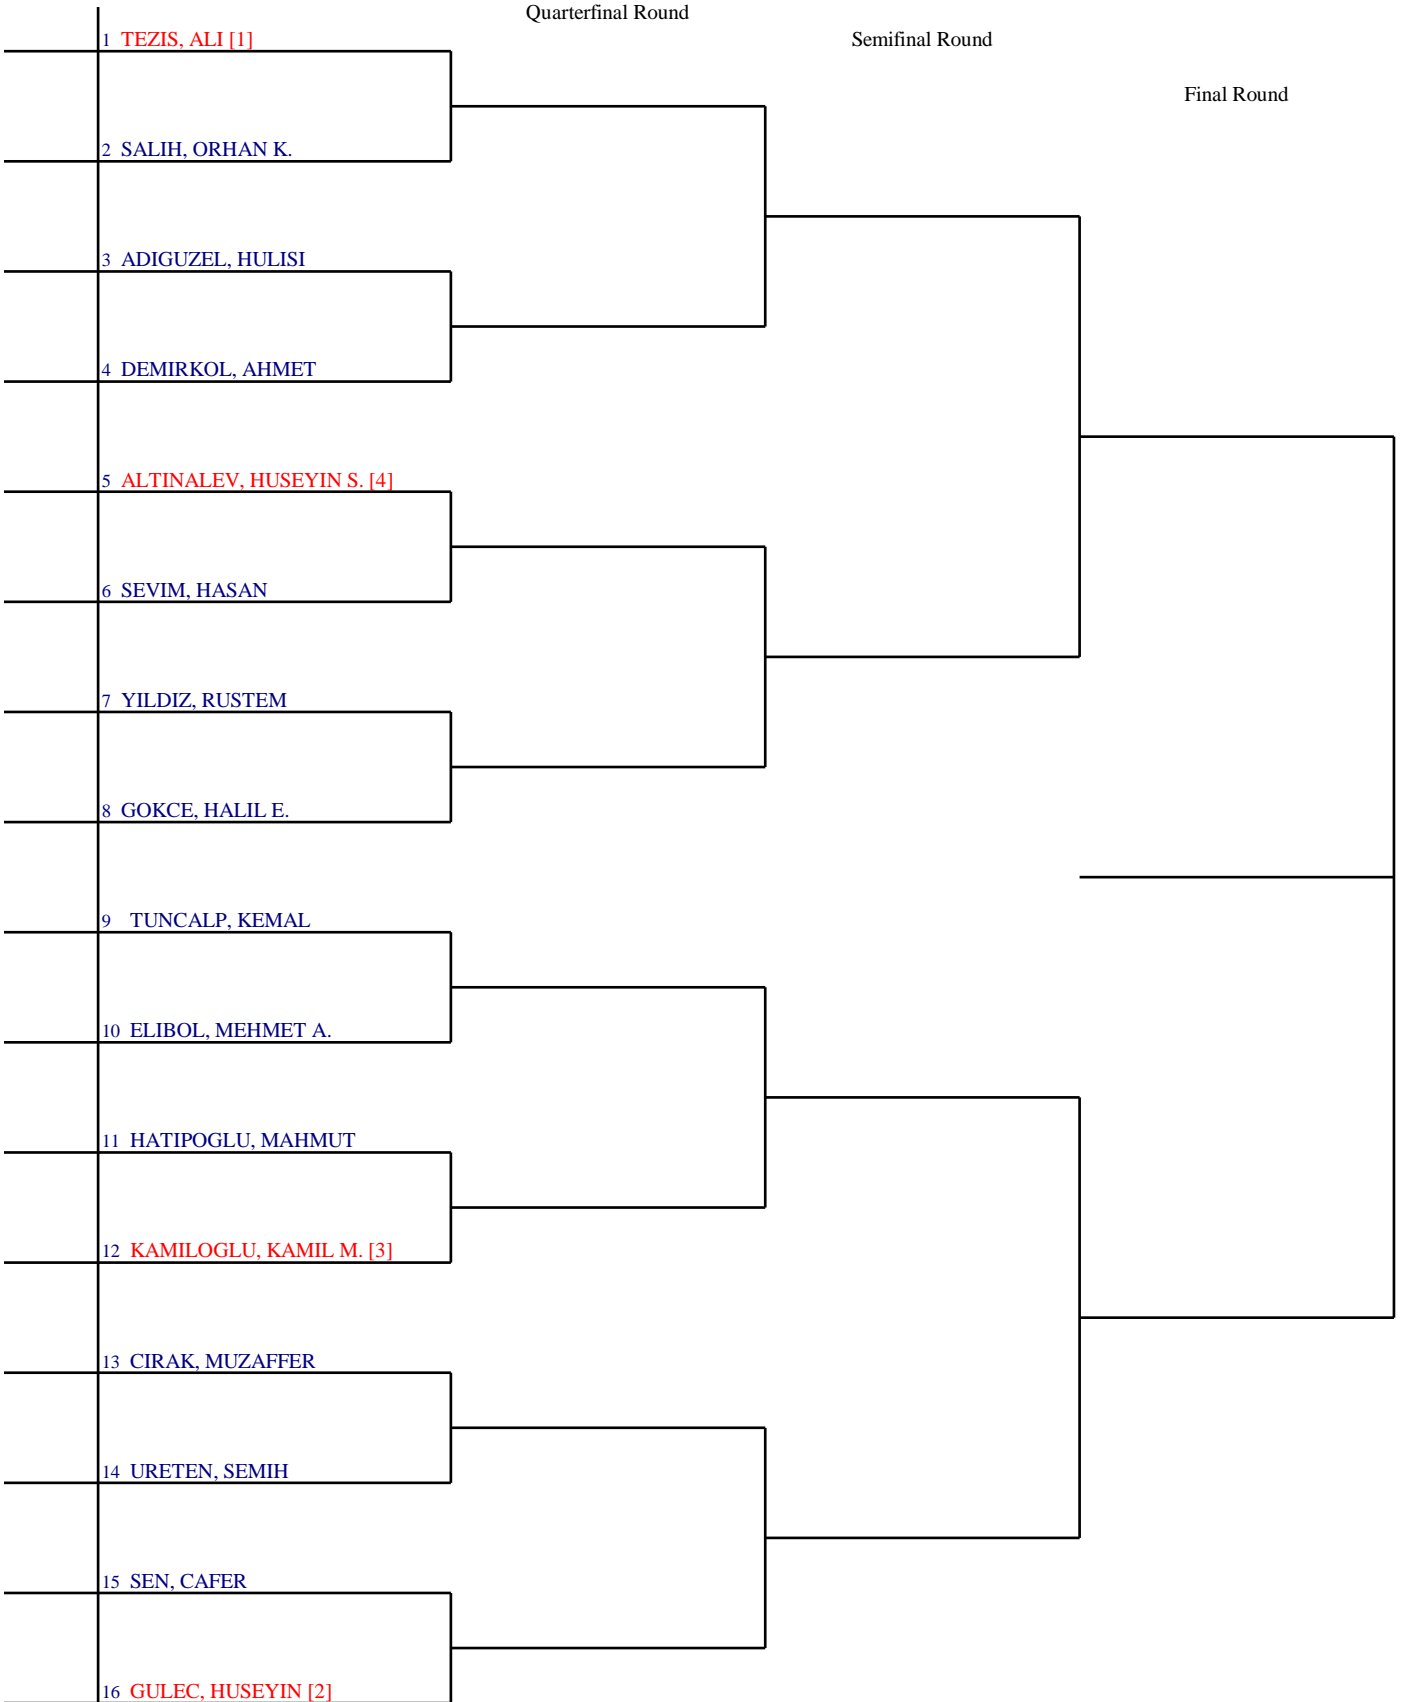 Quarterfinal Round
1 TEZIS, ALI [1]
Semifinal Round
Final Round
2 SALIH, ORHAN K.
3 ADIGUZEL, HULISI
4 DEMIRKOL, AHMET
5 ALTINALEV, HUSEYIN S. [4]
6 SEVIM, HASAN
7 YILDIZ, RUSTEM
8 GOKCE, HALIL E.
9 TUNCALP, KEMAL
10 ELIBOL, MEHMET A.
11 HATIPOGLU, MAHMUT
12 KAMILOGLU, KAMIL M. [3]
13 CIRAK, MUZAFFER
14 URETEN, SEMIH
15 SEN, CAFER
16 GULEC, HUSEYIN [2]